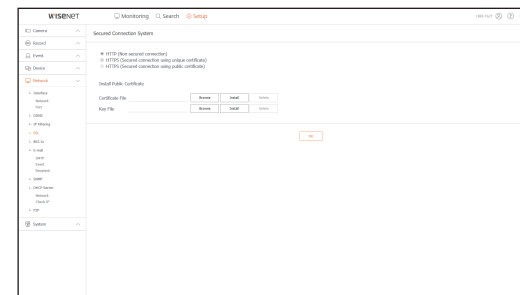 WISENET
Monitoring
Search
Setup
Camera
Record
Event
Device
Network
Interface
Network
Port
DDNS
IP Filtering
SSL
802.1x
E-mail
SMTP
Event
Recipient
SNMP
DHCP Server
Network
Check IP
P2P
System
Secured Connection System
HTTP (Non secured connection)
HTTPS (Secured connection using unique certificate)
HTTPS (Secured connection using public certificate)
Install Public Certificate
Certificate File Browse Install Delete
Key File Browse Install Delete
OK